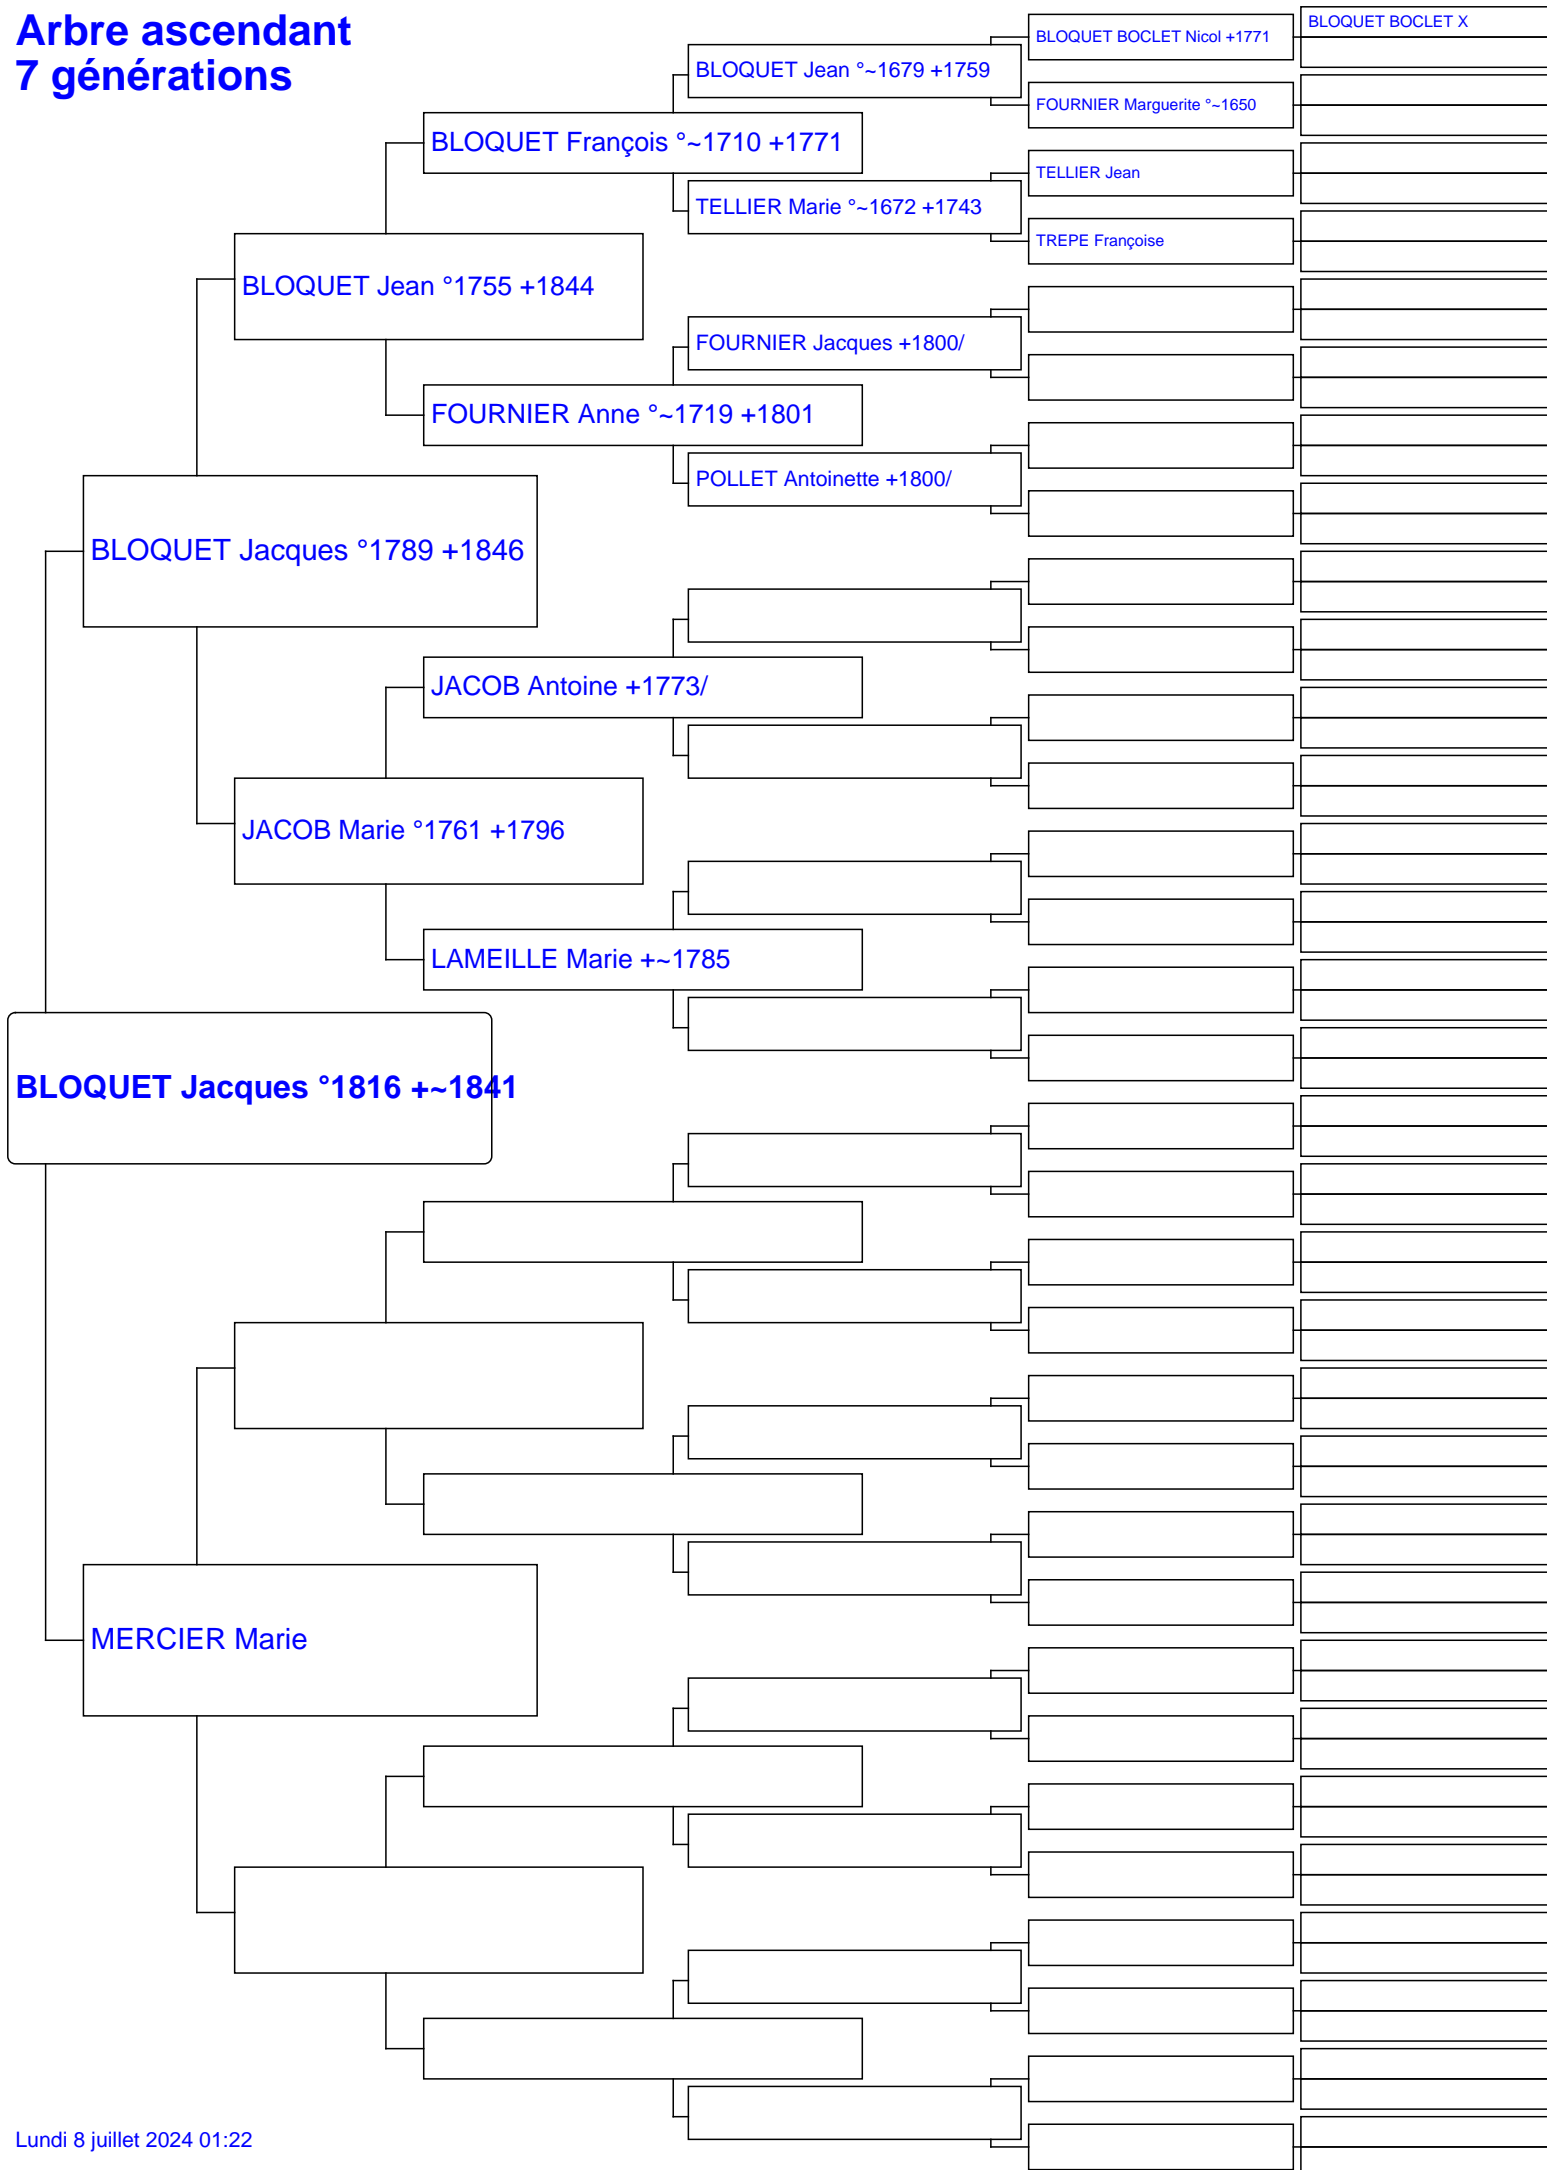 Arbre ascendant
7 générations
BLOQUET BOCLET X
BLOQUET BOCLET Nicol +1771
BLOQUET Jean °~1679 +1759
FOURNIER Marguerite °~1650
BLOQUET François °~1710 +1771
TELLIER Jean
TELLIER Marie °~1672 +1743
TREPE Françoise
BLOQUET Jean °1755 +1844
FOURNIER Jacques +1800/
FOURNIER Anne °~1719 +1801
POLLET Antoinette +1800/
BLOQUET Jacques °1789 +1846
JACOB Antoine +1773/
JACOB Marie °1761 +1796
LAMEILLE Marie +~1785
BLOQUET Jacques °1816 +~1841
MERCIER Marie
Lundi 8 juillet 2024 01:22